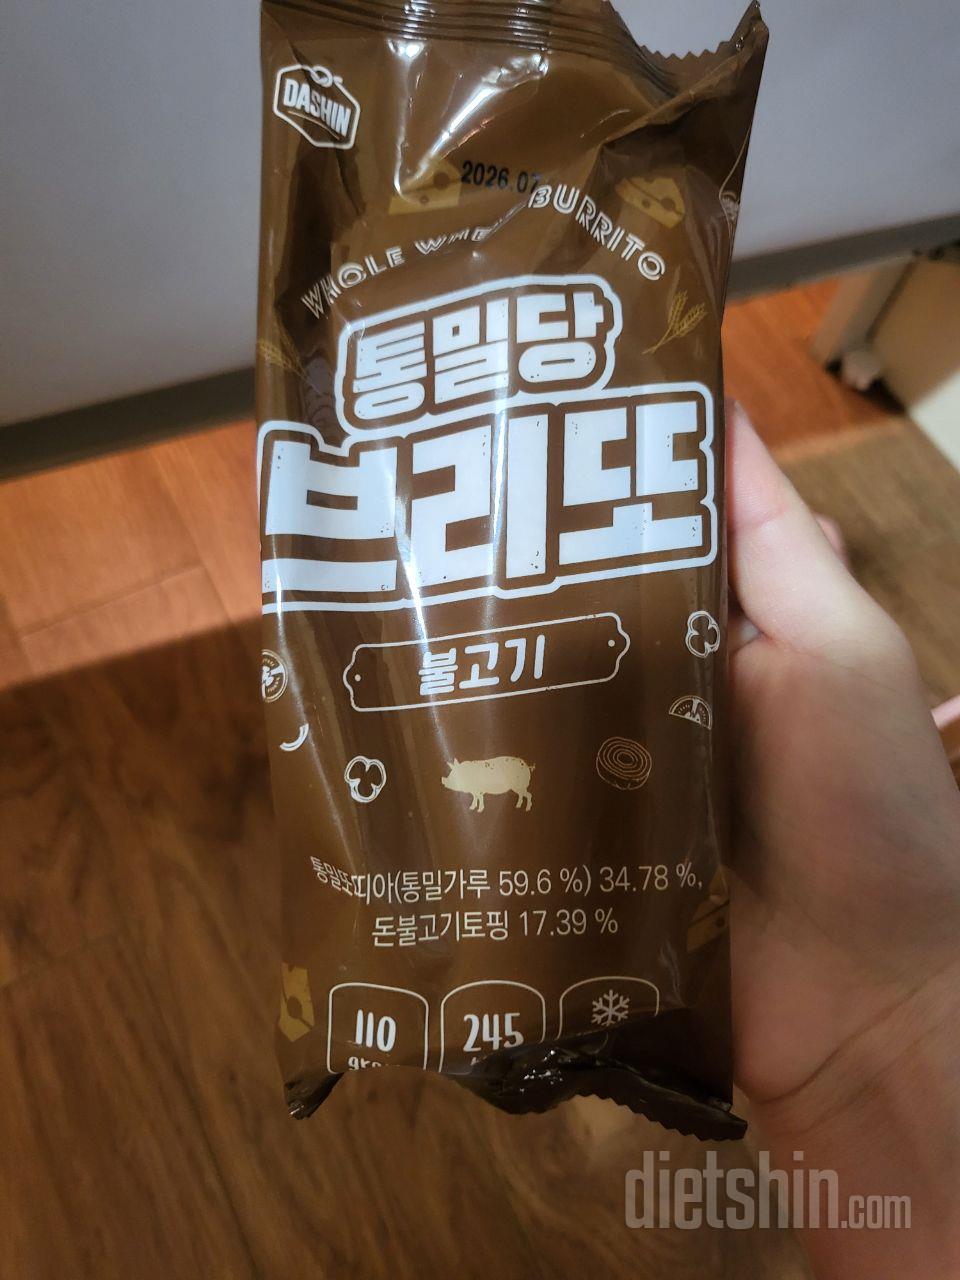 DASHIN
2026.07
WHOLE WHE BURRITO
통밀당
브리또
불고기
통밀또띠아(통밀가루 59.6 %) 34.78 %,
돈불고기토핑 17.39 %
110 245
dietshin.com